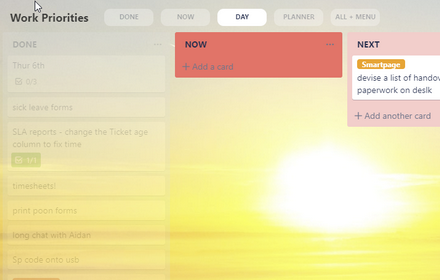 Work Priorities
DONE
NOW
DAY
PLANNER
ALL + MENU
DONE
Thur 6th
0/2
sick leave forms
SLA reports - change the Ticket age
column to fix time
1/1
timesheets!
print poon forms
long chat with Aidan
Sp code onto usb
NOW
+ Add a card
NEXT
Smartpage
devise a list of handov
paperwork on deslk
+ Add another card